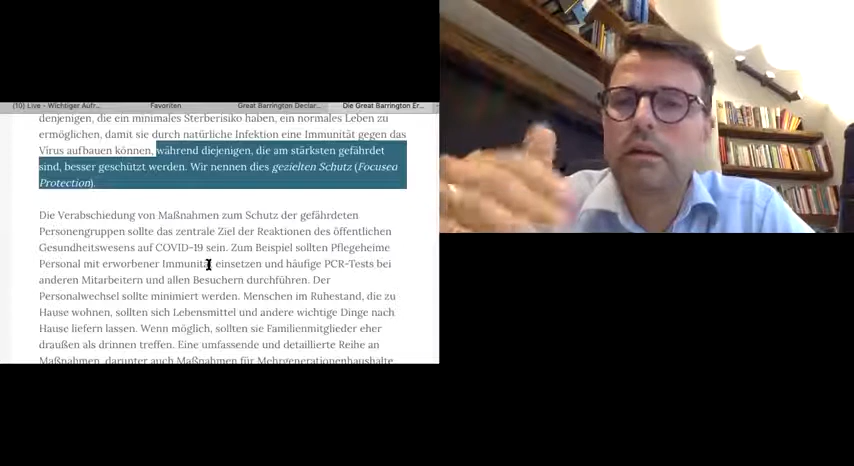 (10) Live - Wichtiger Aufr...
Favoriten
Great Barrington Declar...
Die Great Barrington Er...
denjenigen, die ein minimales Sterberisiko haben, ein normales Leben zu
ermöglichen, damit sie durch natürliche Infektion eine Immunität gegen das
Virus aufbauen können, während diejenigen, die am stärksten gefährdet
sind, besser geschützt werden. Wir nennen dies gezielten Schutz (Focused
Protection).
Die Verabschiedung von Maßnahmen zum Schutz der gefährdeten
Personengruppen sollte das zentrale Ziel der Reaktionen des öffentlichen
Gesundheitswesens auf COVID-19 sein. Zum Beispiel sollten Pflegeheime
Personal mit erworbener Immunität einsetzen und häufige PCR-Tests bei
anderen Mitarbeitern und allen Besuchern durchführen. Der
Personalwechsel sollte minimiert werden. Menschen im Ruhestand, die zu
Hause wohnen, sollten sich Lebensmittel und andere wichtige Dinge nach
Hause liefern lassen. Wenn möglich, sollten sie Familienmitglieder eher
draußen als drinnen treffen. Eine umfassende und detaillierte Reihe an
Maßnahmen, darunter auch Maßnahmen für Mehrgenerationenhaushalte